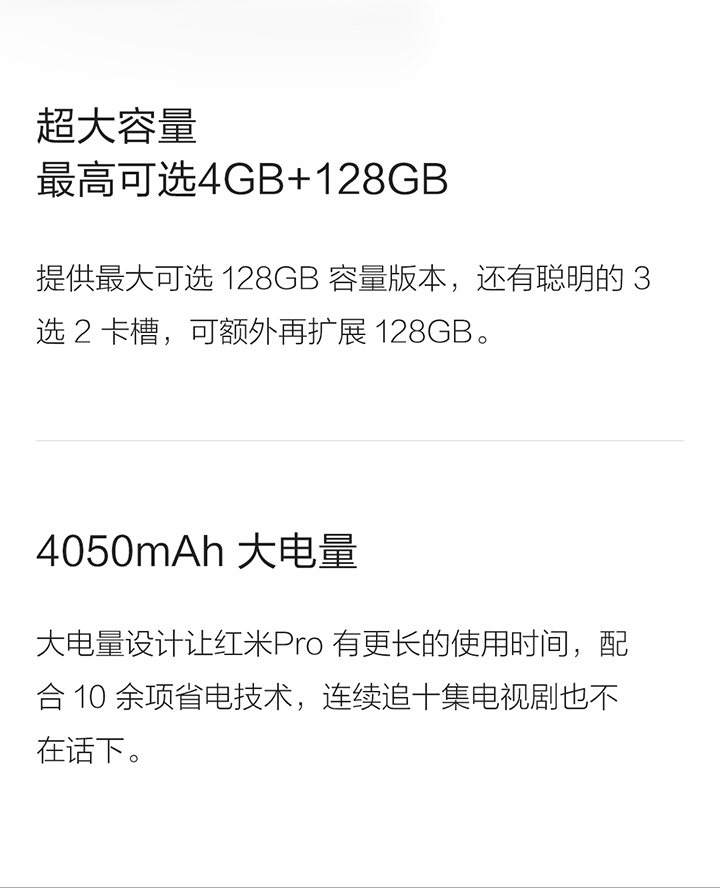 超大容量
最高可选4GB+128GB
提供最大可选 128GB 容量版本，还有聪明的 3
选 2 卡槽，可额外再扩展 128GB。
4050mAh 大电量
大电量设计让红米Pro 有更长的使用时间，配
合 10 余项省电技术，连续追十集电视剧也不
在话下。